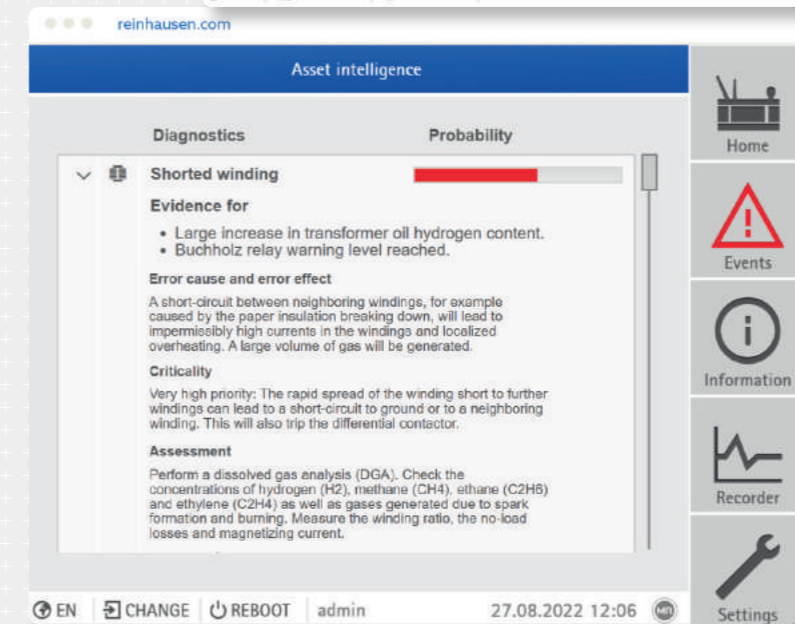 reinhausen.com
Asset intelligence
Diagnostics Probability
Shorted winding
Evidence for
• Large increase in transformer oil hydrogen content.
• Buchholz relay warning level reached.
Error cause and error effect
A short-circuit between neighboring windings, for example
caused by the paper insulation breaking down, will lead to
impermissibly high currents in the windings and localized
overheating. A large volume of gas will be generated.
Criticality
Very high priority: The rapid spread of the winding short to further
windings can lead to a short-circuit to ground or to a neighboring
winding. This will also trip the differential contactor.
Assessment
Perform a dissolved gas analysis (DGA). Check the
concentrations of hydrogen (H2), methane (CH4), ethane (C2H6)
and ethylene (C2H4) as well as gases generated due to spark
formation and burning. Measure the winding ratio, the no-load
losses and magnetizing current.
Home
Events
Information
Recorder
Settings
EN CHANGE REBOOT admin 27.08.2022 12:06 MR